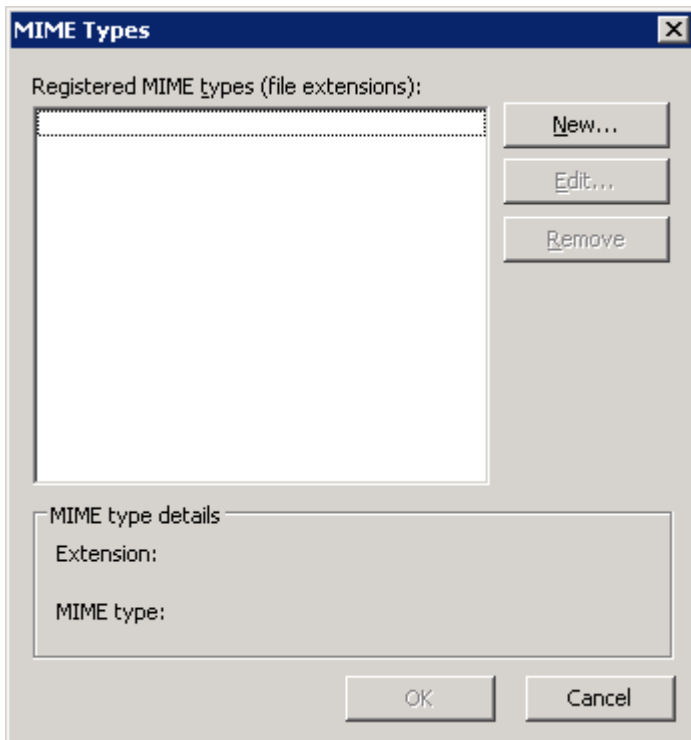 MIME Types
Registered MIME types (file extensions):
New...
Edit...
Remove
MIME type details
Extension:
MIME type:
OK
Cancel